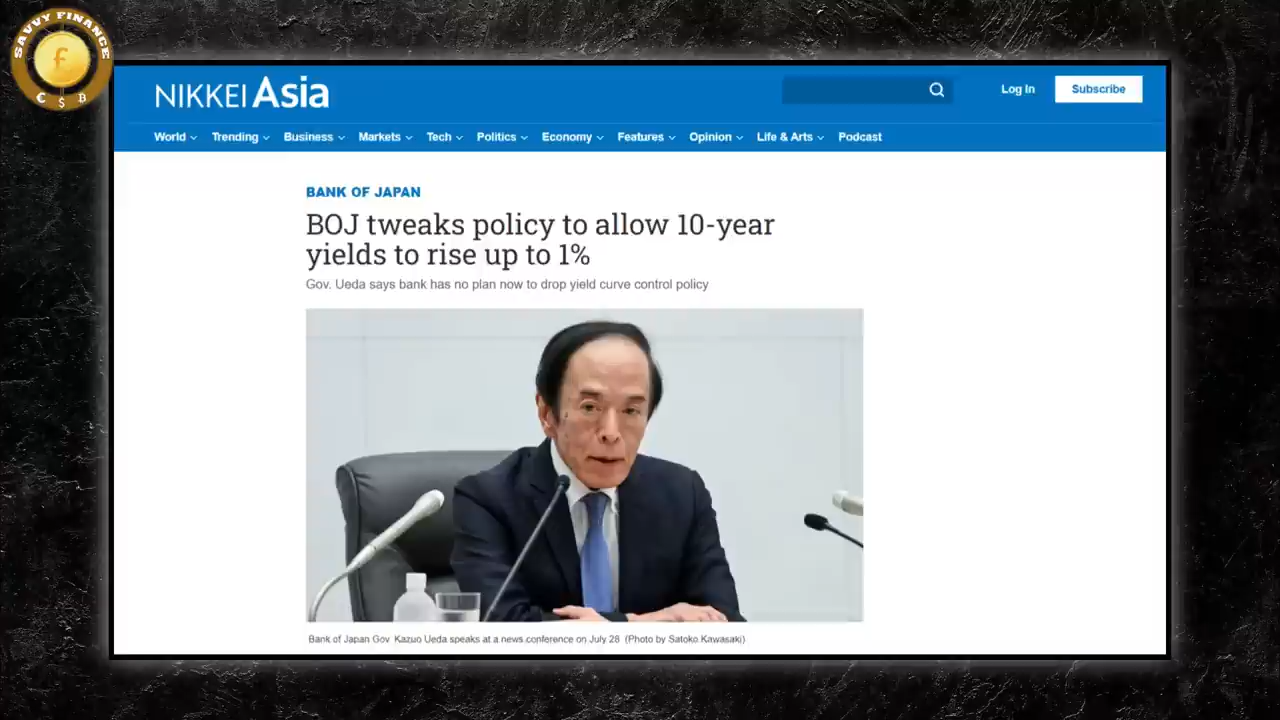 SAVVY FINANCE
£
€ $ B
NIKKEI Asia
Log In
Subscribe
World Trending Business Markets Tech Politics Economy Features Opinion Life & Arts Podcast
BANK OF JAPAN
BOJ tweaks policy to allow 10-year
yields to rise up to 1%
Gov. Ueda says bank has no plan now to drop yield curve control policy
Bank of Japan Gov. Kazuo Ueda speaks at a news conference on July 28 (Photo by Satoko Kawasaki)